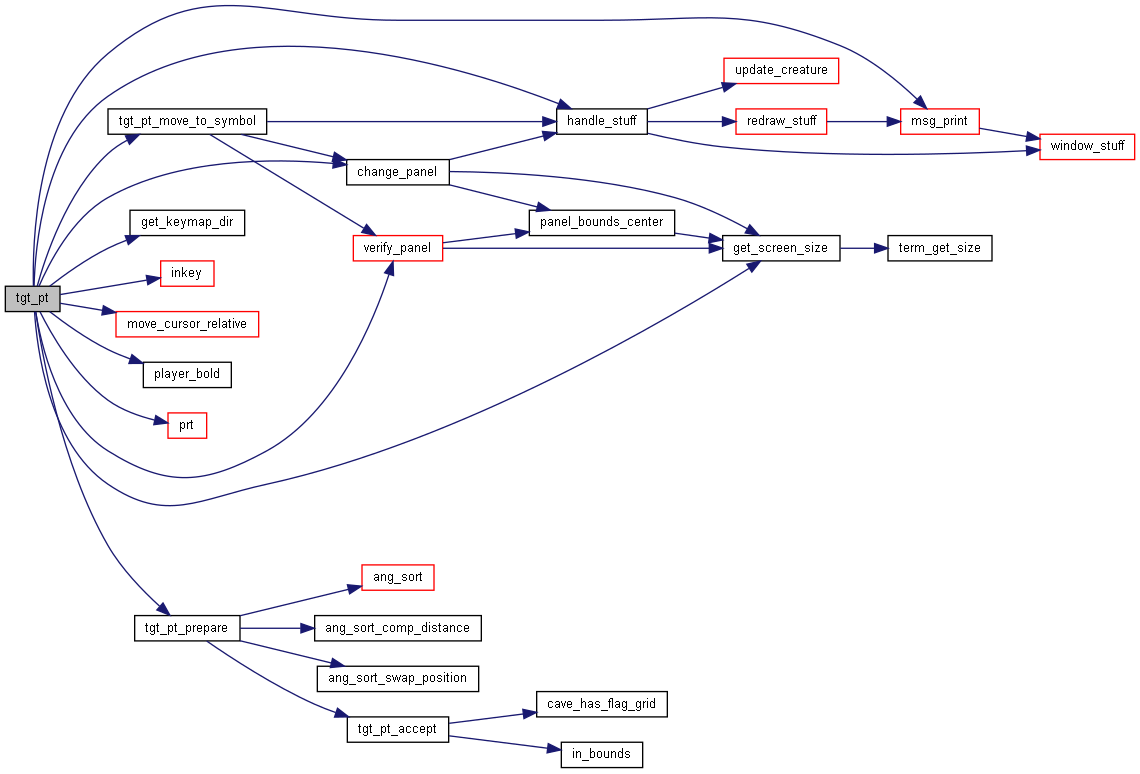 update_creature
tgt_pt_move_to_symbol
handle_stuff
redraw_stuff
msg_print
window_stuff
change_panel
get_keymap_dir
panel_bounds_center
verify_panel
get_screen_size
term_get_size
inkey
tgt_pt
move_cursor_relative
player_bold
prt
ang_sort
tgt_pt_prepare
ang_sort_comp_distance
ang_sort_swap_position
cave_has_flag_grid
tgt_pt_accept
in_bounds